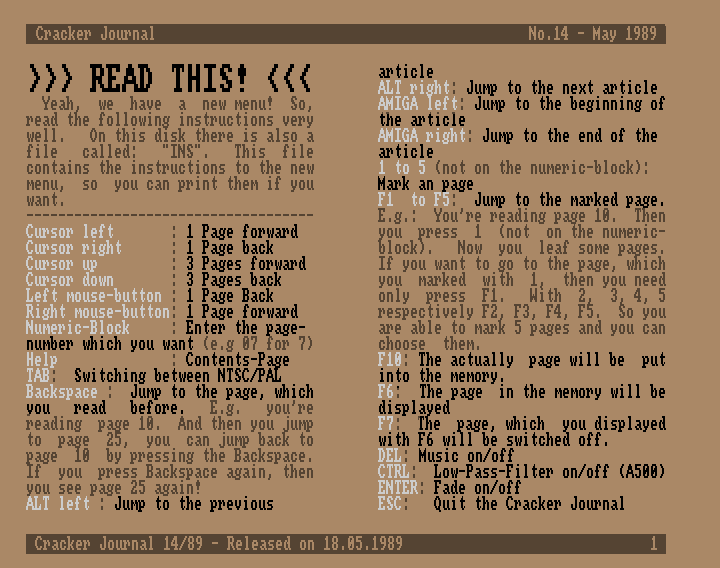 Cracker Journal
No.14 - May 1989
>>> READ THIS! <<<
Yeah, we have a new menu! So,
read the following instructions very
well. On this disk there is also a
file called: "INS". This file
contains the instructions to the new
menu, so you can print them if you
want.
------------------------------------
Cursor left : 1 Page forward
Cursor right : 1 Page back
Cursor up : 3 Pages forward
Cursor down : 3 Pages back
Left mouse-button : 1 Page Back
Right mouse-button: 1 Page forward
Numeric-Block : Enter the page-
number which you want (e.g 07 for 7)
Help : Contents-Page
TAB: Switching between NTSC/PAL
Backspace : Jump to the page, which
you read before. E.g. you're
reading page 10. And then you jump
to page 25, you can jump back to
page 10 by pressing the Backspace.
If you press Backspace again, then
you see page 25 again!
ALT left : Jump to the previous
article
ALT right: Jump to the next article
AMIGA left: Jump to the beginning of
the article
AMIGA right: Jump to the end of the
article
1 to 5 (not on the numeric-block):
Mark an page
F1 to F5: Jump to the marked page.
E.g.: You're reading page 10. Then
you press 1 (not on the numeric-
block). Now you leaf some pages.
If you want to go to the page, which
you marked with 1, then you need
only press F1. With 2, 3, 4, 5
respectively F2, F3, F4, F5. So you
are able to mark 5 pages and you can
choose them.
F10: The actually page will be put
into the memory.
F6: The page in the memory will be
displayed
F7: The page, which you displayed
with F6 will be switched off.
DEL: Music on/off
CTRL: Low-Pass-Filter on/off (A500)
ENTER: Fade on/off
ESC: Quit the Cracker Journal
Cracker Journal 14/89 - Released on 18.05.1989
1